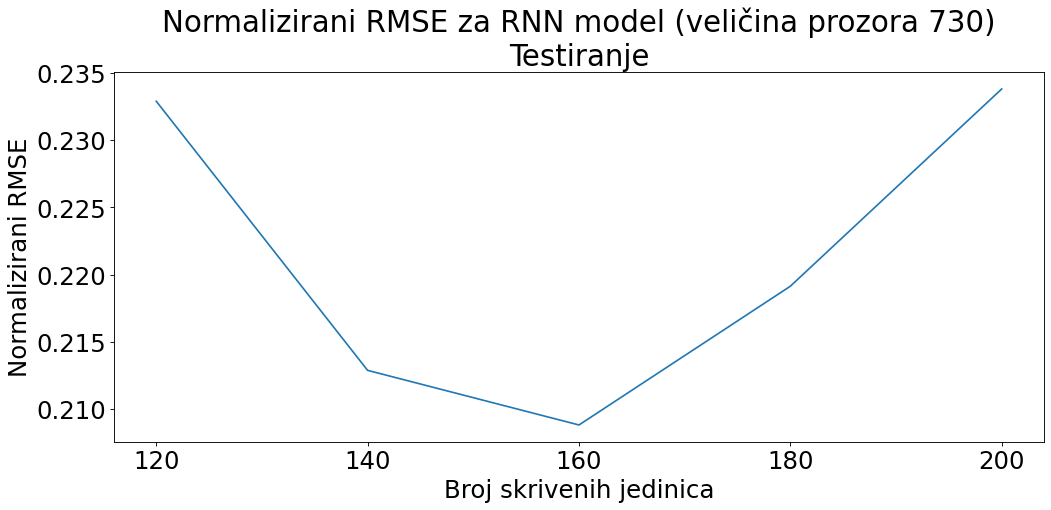 Normalizirani RMSE za RNN model (veličina prozora 730)
Testiranje
Normalizirani RMSE
0.235
0.230
0.225
0.220
0.215
0.210
120 140 160 180 200
Broj skrivenih jedinica